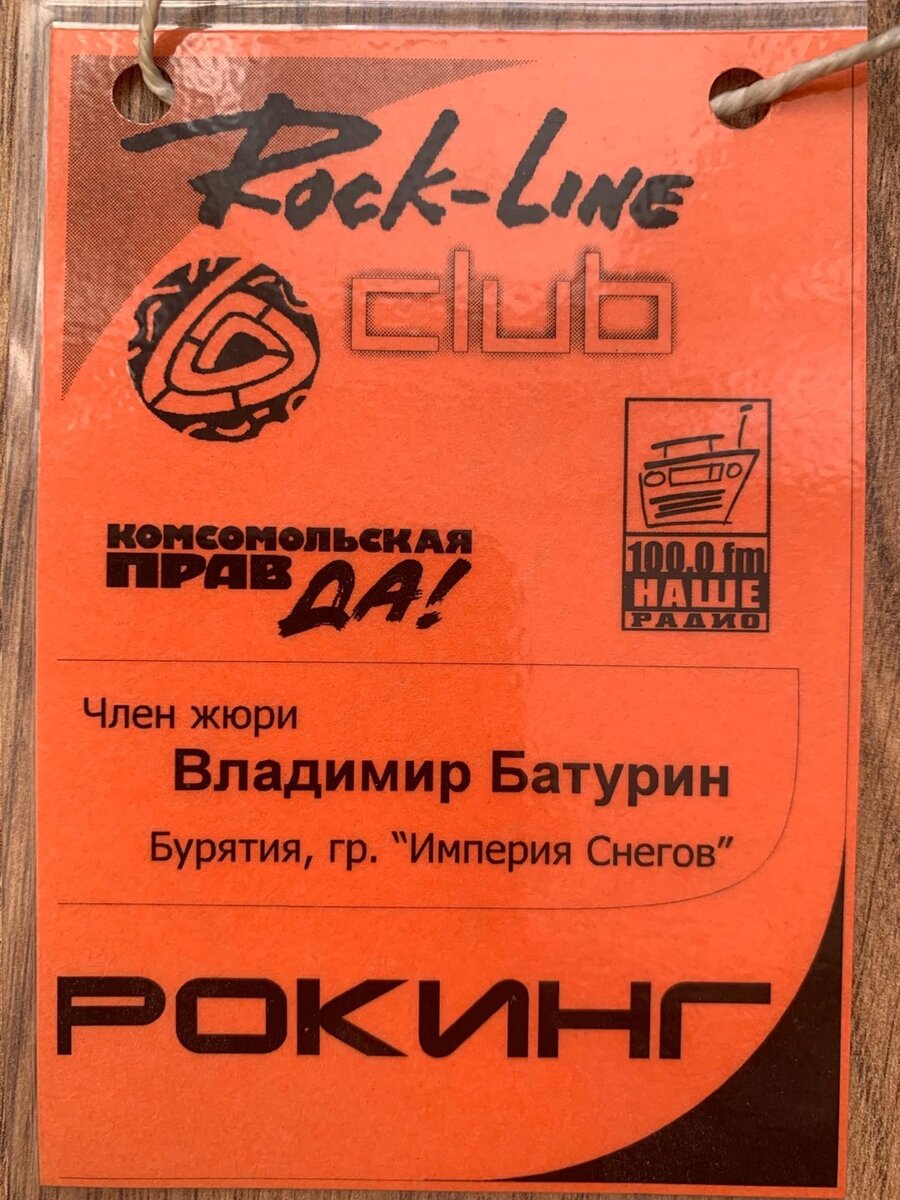 Rock-Line
club
КОМСОМОЛЬСКАЯ
ПРАВДА!
100,0 fm
НАШЕ
РАДИО
Член жюри
Владимир Батурин
Бурятия, гр. “Империя Снегов”
РОКИНГ